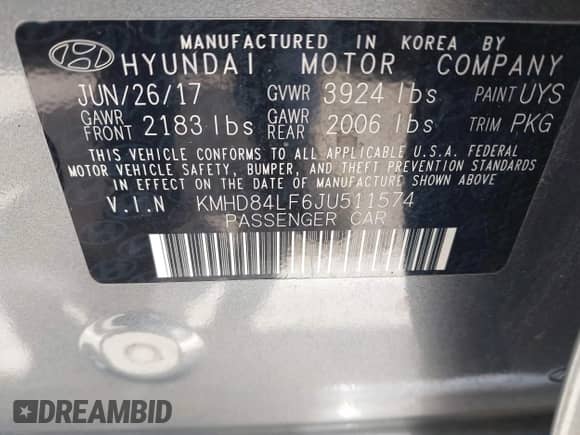 MANUFACTURED IN KOREA BY
HYUNDAI MOTOR COMPANY
JUN/26/17 GVWR 3924 lbs PAINT UYS
GAWR FRONT 2183 lbs GAWR REAR 2006 lbs TRIM PKG
THIS VEHICLE CONFORMS TO ALL APPLICABLE U.S.A. FEDERAL
MOTOR VEHICLE SAFETY, BUMPER, AND THEFT PREVENTION STANDARDS
IN EFFECT ON THE DATE OF MANUFACTURE SHOWN ABOVE.
V.I.N KMHD84LF6JU511574
PASSENGER CAR
DREAMBID